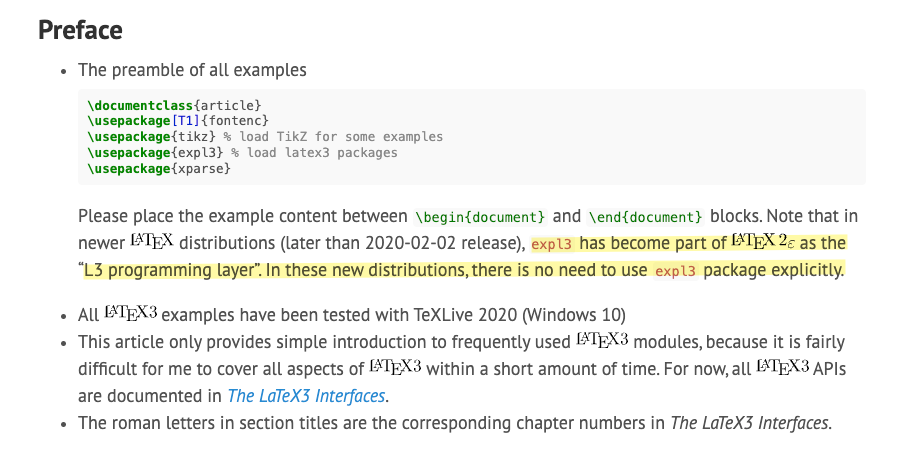 Preface
• The preamble of all examples
\documentclass{article}
\usepackage[T1]{fontenc}
\usepackage{tikz} % load TikZ for some examples
\usepackage{expl3} % load latex3 packages
\usepackage{xparse}
Please place the example content between \begin{document} and \end{document} blocks. Note that in
newer LATEX distributions (later than 2020-02-02 release), expl3 has become part of LATEX 2ε as the
“L3 programming layer”. In these new distributions, there is no need to use expl3 package explicitly.
• All LATEX3 examples have been tested with TeXLive 2020 (Windows 10)
• This article only provides simple introduction to frequently used LATEX3 modules, because it is fairly
difficult for me to cover all aspects of LATEX3 within a short amount of time. For now, all LATEX3 APIs
are documented in The LaTeX3 Interfaces.
• The roman letters in section titles are the corresponding chapter numbers in The LaTeX3 Interfaces.